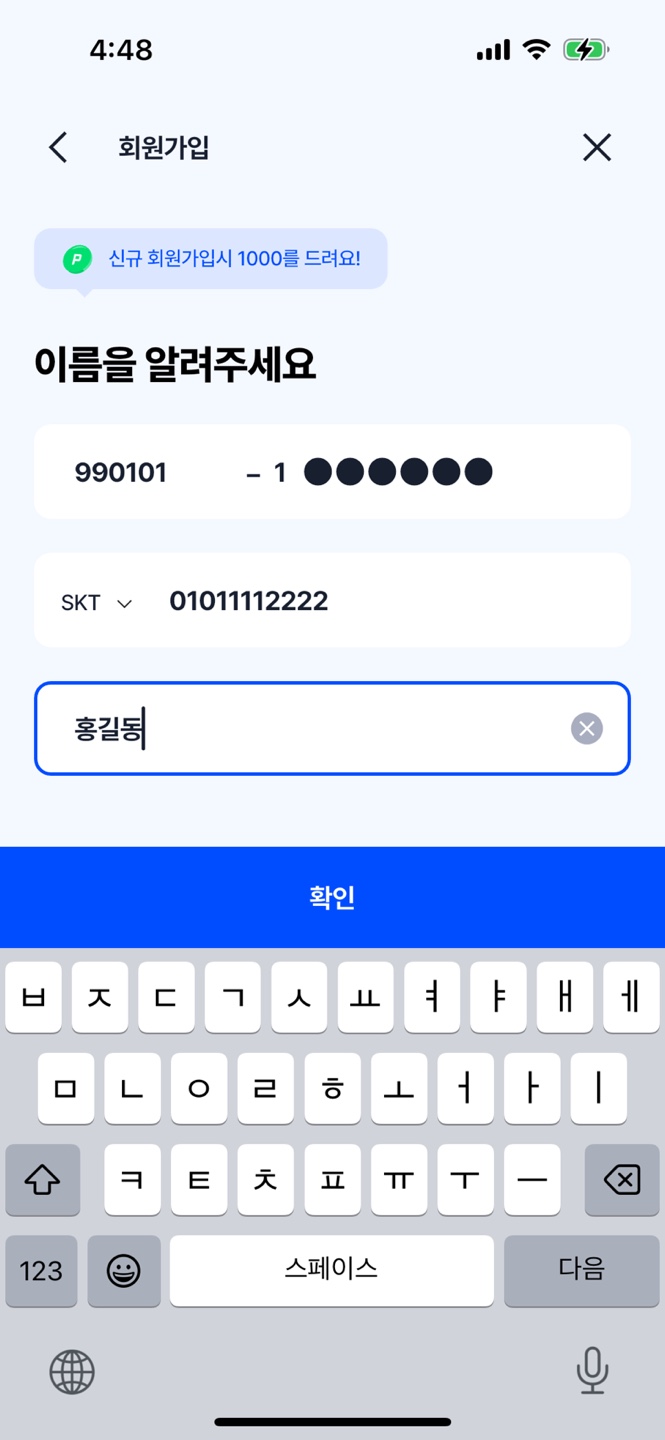 4:48
회원가입
P 신규 회원가입시 1000를 드려요!
이름을 알려주세요
990101 - 1 ●●●●●●
SKT 01011112222
홍길동
확인
ㅂ ㅈ ㄷ ㄱ ㅅ ㅛ ㅕ ㅑ ㅐ ㅔ
ㅁ ㄴ ㅇ ㄹ ㅎ ㅗ ㅓ ㅏ ㅣ
ㅋ ㅌ ㅊ ㅍ ㅠ ㅜ ㅡ
123 스페이스 다음